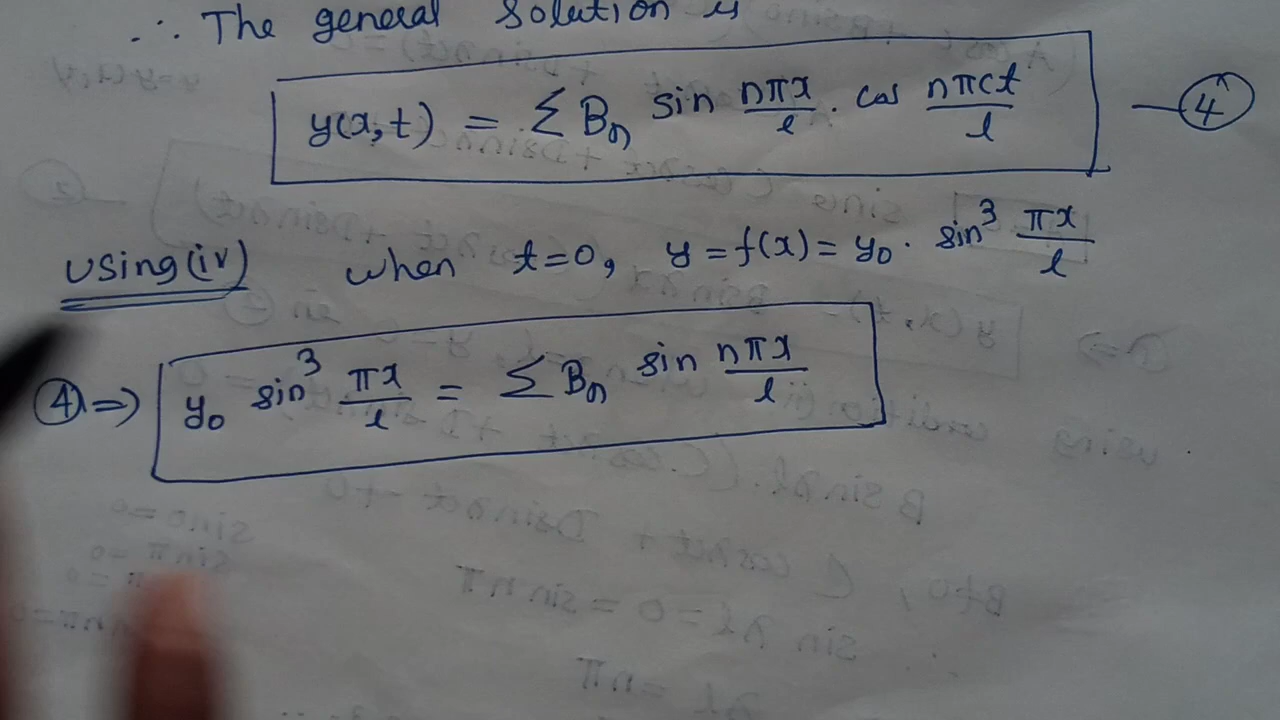 ∴ The general solution is
y(x,t) = Σ Bn sin nπx/l . cos nπct/l — 4
Using (iv) when t=0, y = f(x) = y₀ . sin³ πx/l
4 ⇒ y₀ sin³ πx/l = Σ Bn sin nπx/l